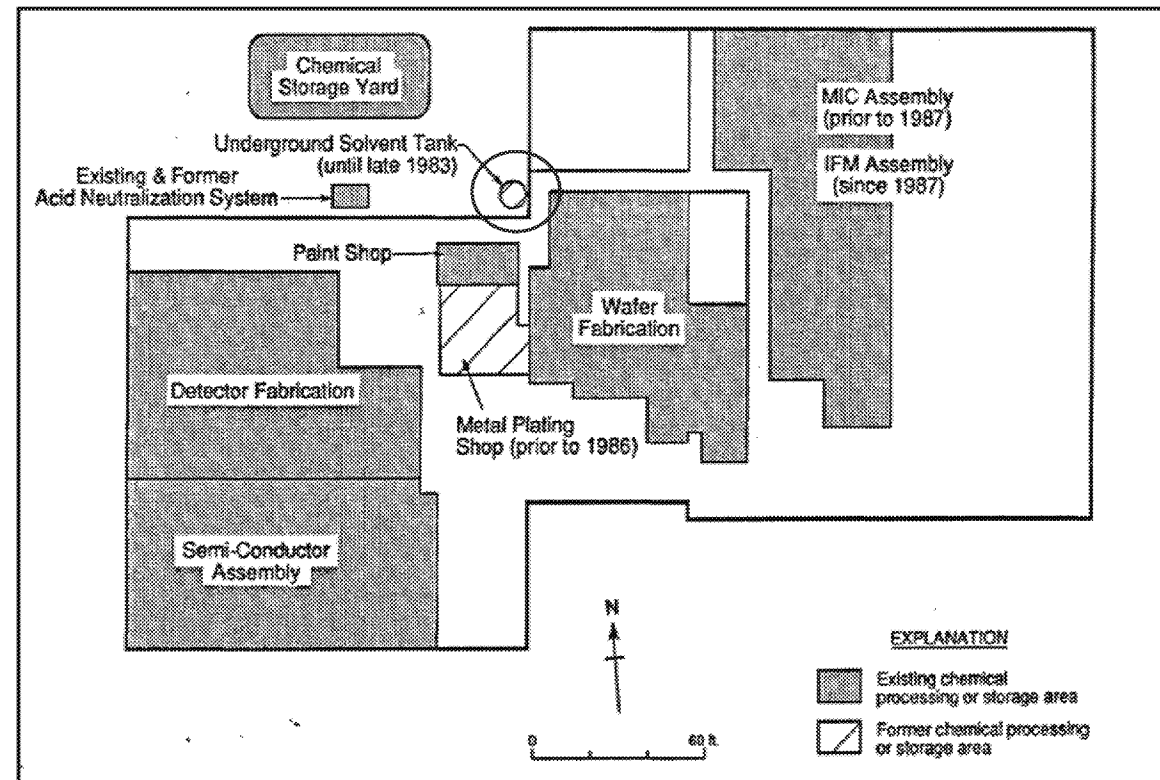 Chemical
Storage Yard
Underground Solvent Tank
(until late 1983)
Existing & Former
Acid Neutralization System
MIC Assembly
(prior to 1987)
IFM Assembly
(since 1987)
Paint Shop
Wafer
Fabrication
Detector Fabrication
Metal Plating
Shop (prior to 1986)
Semi-Conductor
Assembly
N
EXPLANATION
Existing chemical
processing or storage area
Former chemical processing
or storage area
0 60 ft.